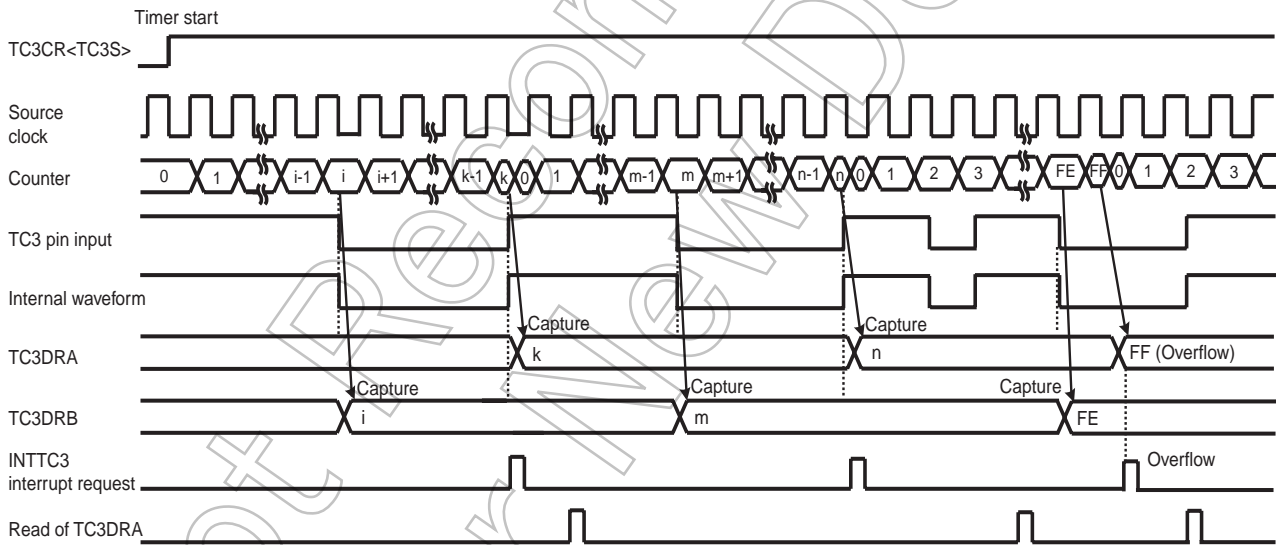 Timer start
TC3CR<TC3S>
Source
clock
Counter
0 1 i-1 i i+1 k-1 k 0 1 m-1 m m+1 n-1 n 0 1 2 3 FE FF 0 1 2 3
TC3 pin input
Internal waveform
Capture Capture
TC3DRA
k n FF (Overflow)
Capture Capture Capture
TC3DRB
i m FE
INTTC3
interrupt request
Overflow
Read of TC3DRA